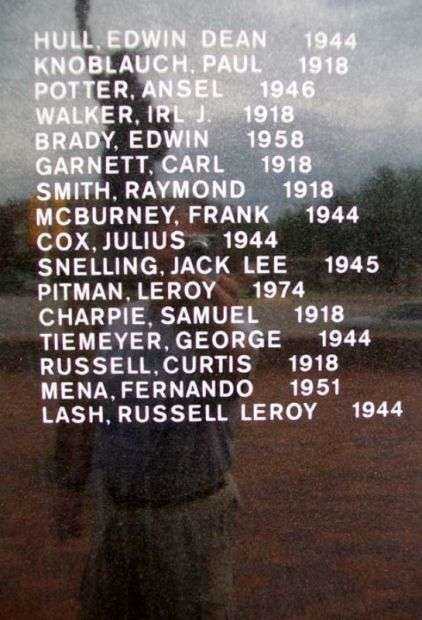 HULL, EDWIN DEAN 1944
KNOBLAUCH, PAUL 1918
POTTER, ANSEL 1946
WALKER, IRL J. 1918
BRADY, EDWIN 1958
GARNETT, CARL 1918
SMITH, RAYMOND 1918
MCBURNEY, FRANK 1944
COX, JULIUS 1944
SNELLING, JACK LEE 1945
PITMAN, LEROY 1974
CHARPIE, SAMUEL 1918
TIEMEYER, GEORGE 1944
RUSSELL, CURTIS 1918
MENA, FERNANDO 1951
LASH, RUSSELL LEROY 1944